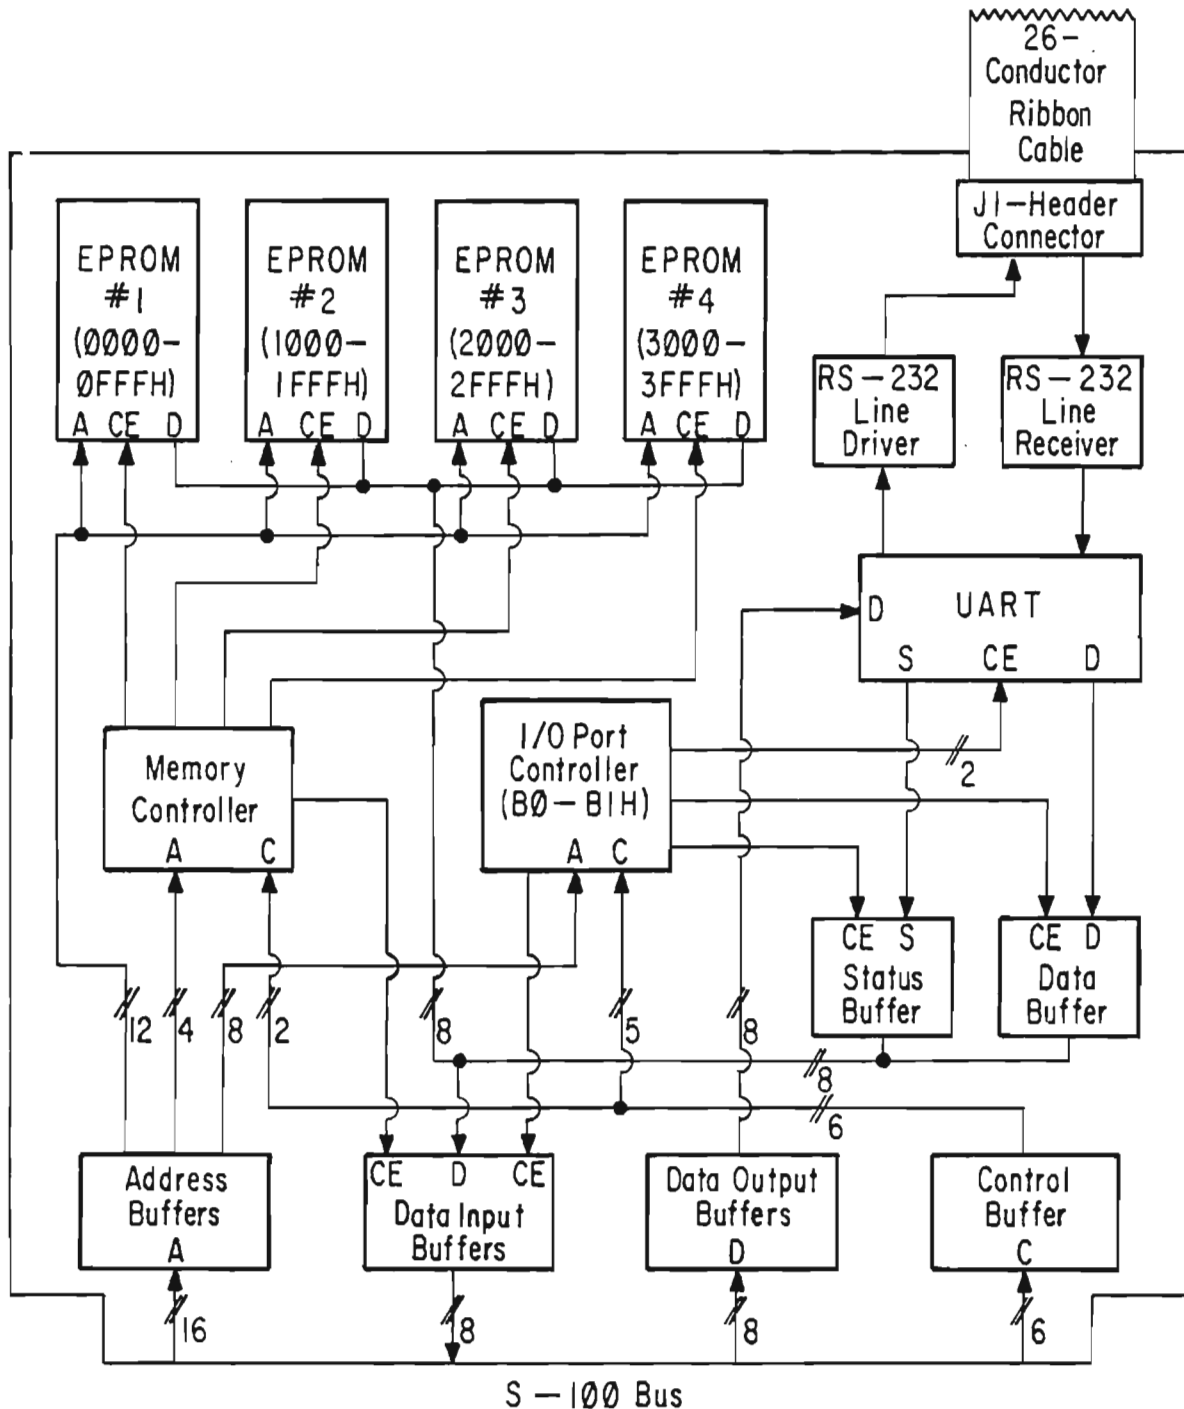 26-
Conductor
Ribbon
Cable
J1-Header
Connector
EPROM
#1
(0000-
0FFFH)
A CE D
EPROM
#2
(1000-
1FFFH)
A CE D
EPROM
#3
(2000-
2FFFH)
A CE D
EPROM
#4
(3000-
3FFFH)
A CE D
RS-232
Line
Driver
RS-232
Line
Receiver
D UART
S CE D
Memory
Controller
A C
I/O Port
Controller
(B0-B1H)
A C
2
CE S
Status
Buffer
CE D
Data
Buffer
12
4
8
2
8
5
8
8
6
Address
Buffers
A
CE D CE
Data Input
Buffers
Data Output
Buffers
D
Control
Buffer
C
16
8
8
6
S-100 Bus